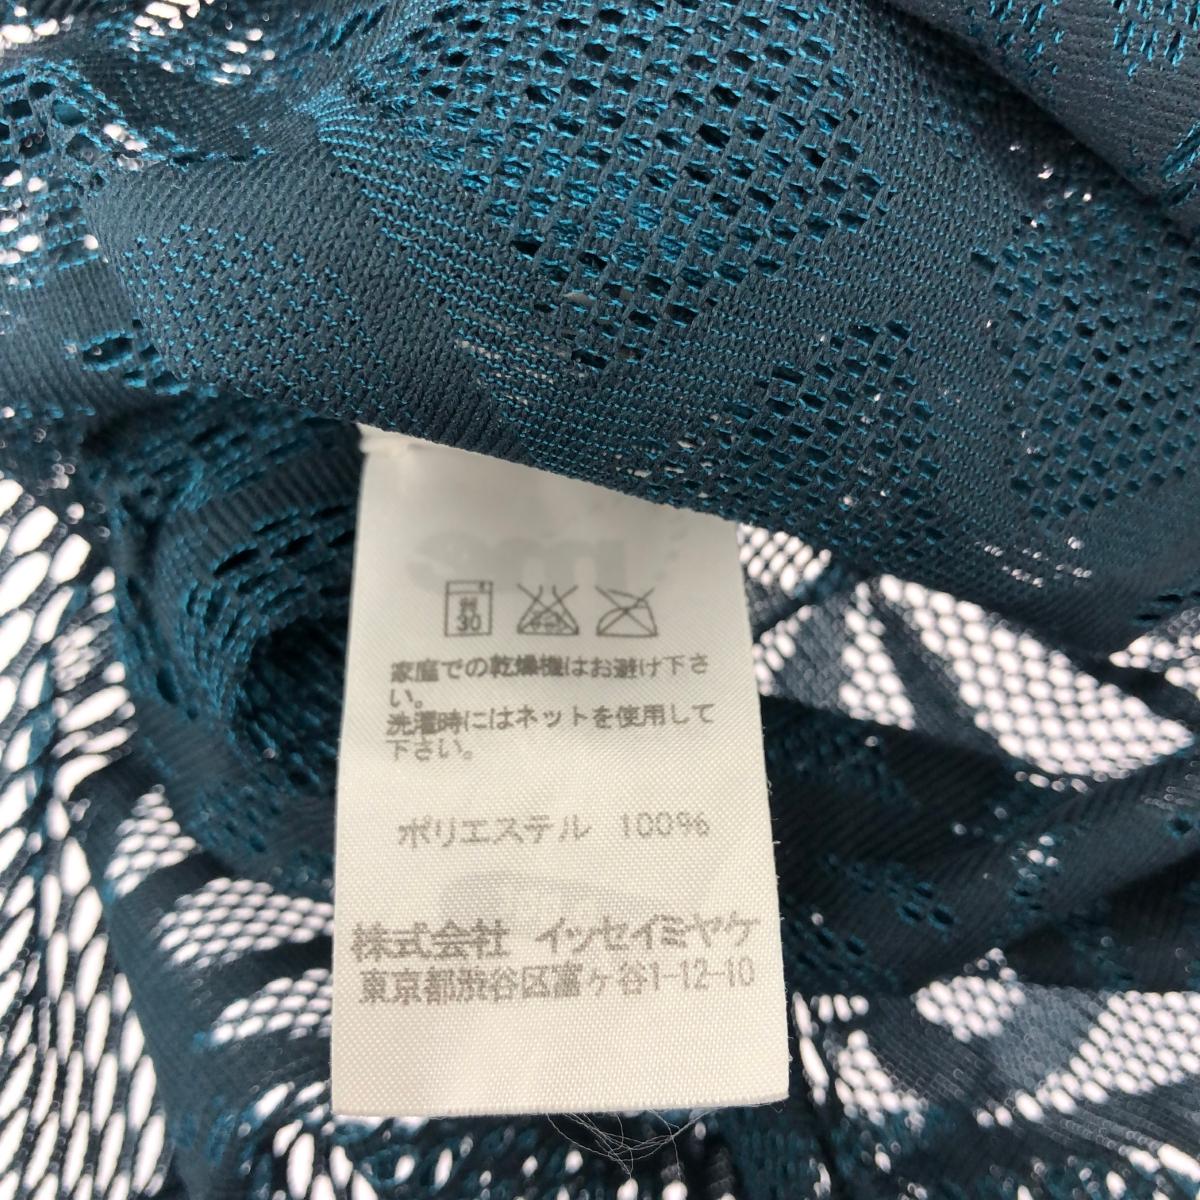 弱
30
家庭での乾燥機はお避け下さ
い。
洗濯時にはネットを使用して
下さい。
ポリエステル 100%
株式会社 イッセイミヤケ
東京都渋谷区富ヶ谷1-12-10